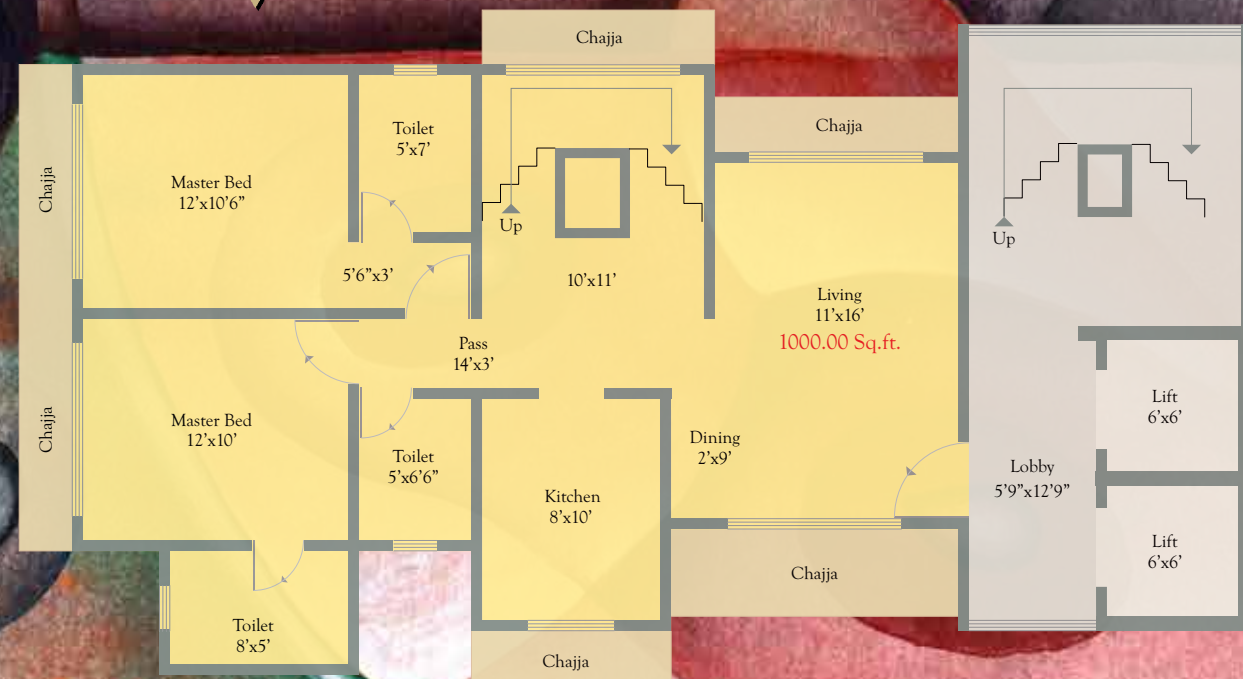 Chajja
Chajja
Toilet
5'x7'
Chajja
Master Bed
12'x10'6”
Up
Up
5'6”x3'
10'x11'
Living
11'x16'
1000.00 Sq.ft.
Pass
14'x3'
Chajja
Master Bed
12'x10'
Lift
6'x6'
Dining
2'x9'
Toilet
5'x6'6”
Lobby
5'9”x12'9”
Kitchen
8'x10'
Lift
6'x6'
Chajja
Toilet
8'x5'
Chajja